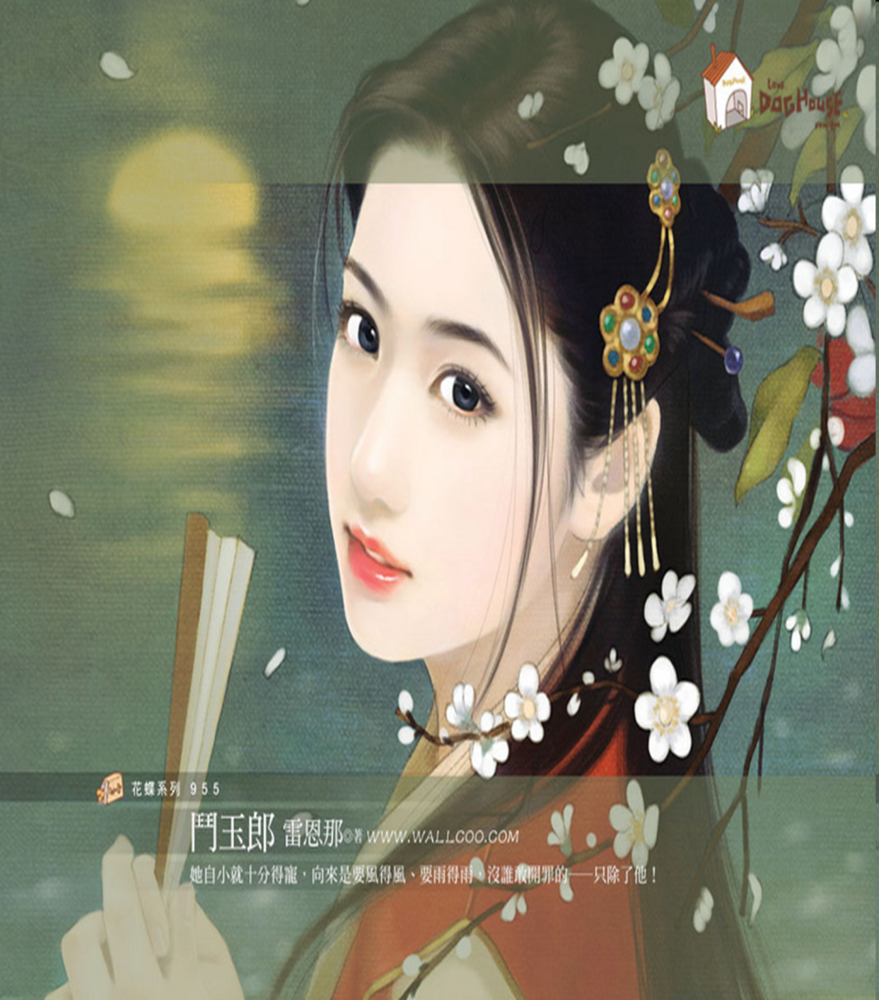 Love
DOGHOUSE
花蝶系列 955
鬥玉郎 雷恩那◎著 WWW.WALLCOO.COM
她自小就十分得寵，向來是要風得風、要雨得雨，沒誰敢開罪的──只除了他！